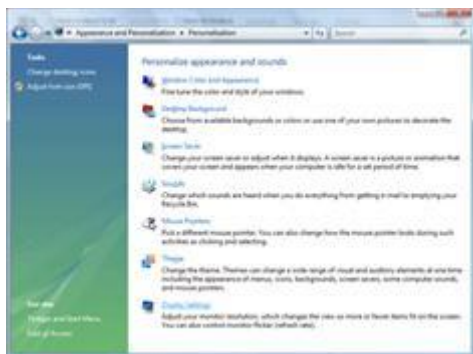 Appearance and Personalization ▸ Personalization
Tasks
Change desktop icons
Adjust font size (DPI)
Personalize appearance and sounds
Window Color and Appearance
Fine tune the color and style of your windows.
Desktop Background
Choose from available backgrounds or colors or use one of your own pictures to decorate the
desktop.
Screen Saver
Change your screen saver or adjust when it displays. A screen saver is a picture or animation that
covers your screen and appears when your computer is idle for a set period of time.
Sounds
Change which sounds are heard when you do everything from getting e-mail to emptying your
Recycle Bin.
Mouse Pointers
Pick a different mouse pointer. You can also change how the mouse pointer looks during such
activities as clicking and selecting.
Theme
Change the theme. Themes can change a wide range of visual and auditory elements at one time
including the appearance of menus, icons, backgrounds, screen savers, some computer sounds,
and mouse pointers.
Display Settings
Adjust your monitor resolution, which changes the view so more or fewer items fit on the screen.
You can also control monitor flicker (refresh rate).
See also
Taskbar and Start Menu
Ease of Access